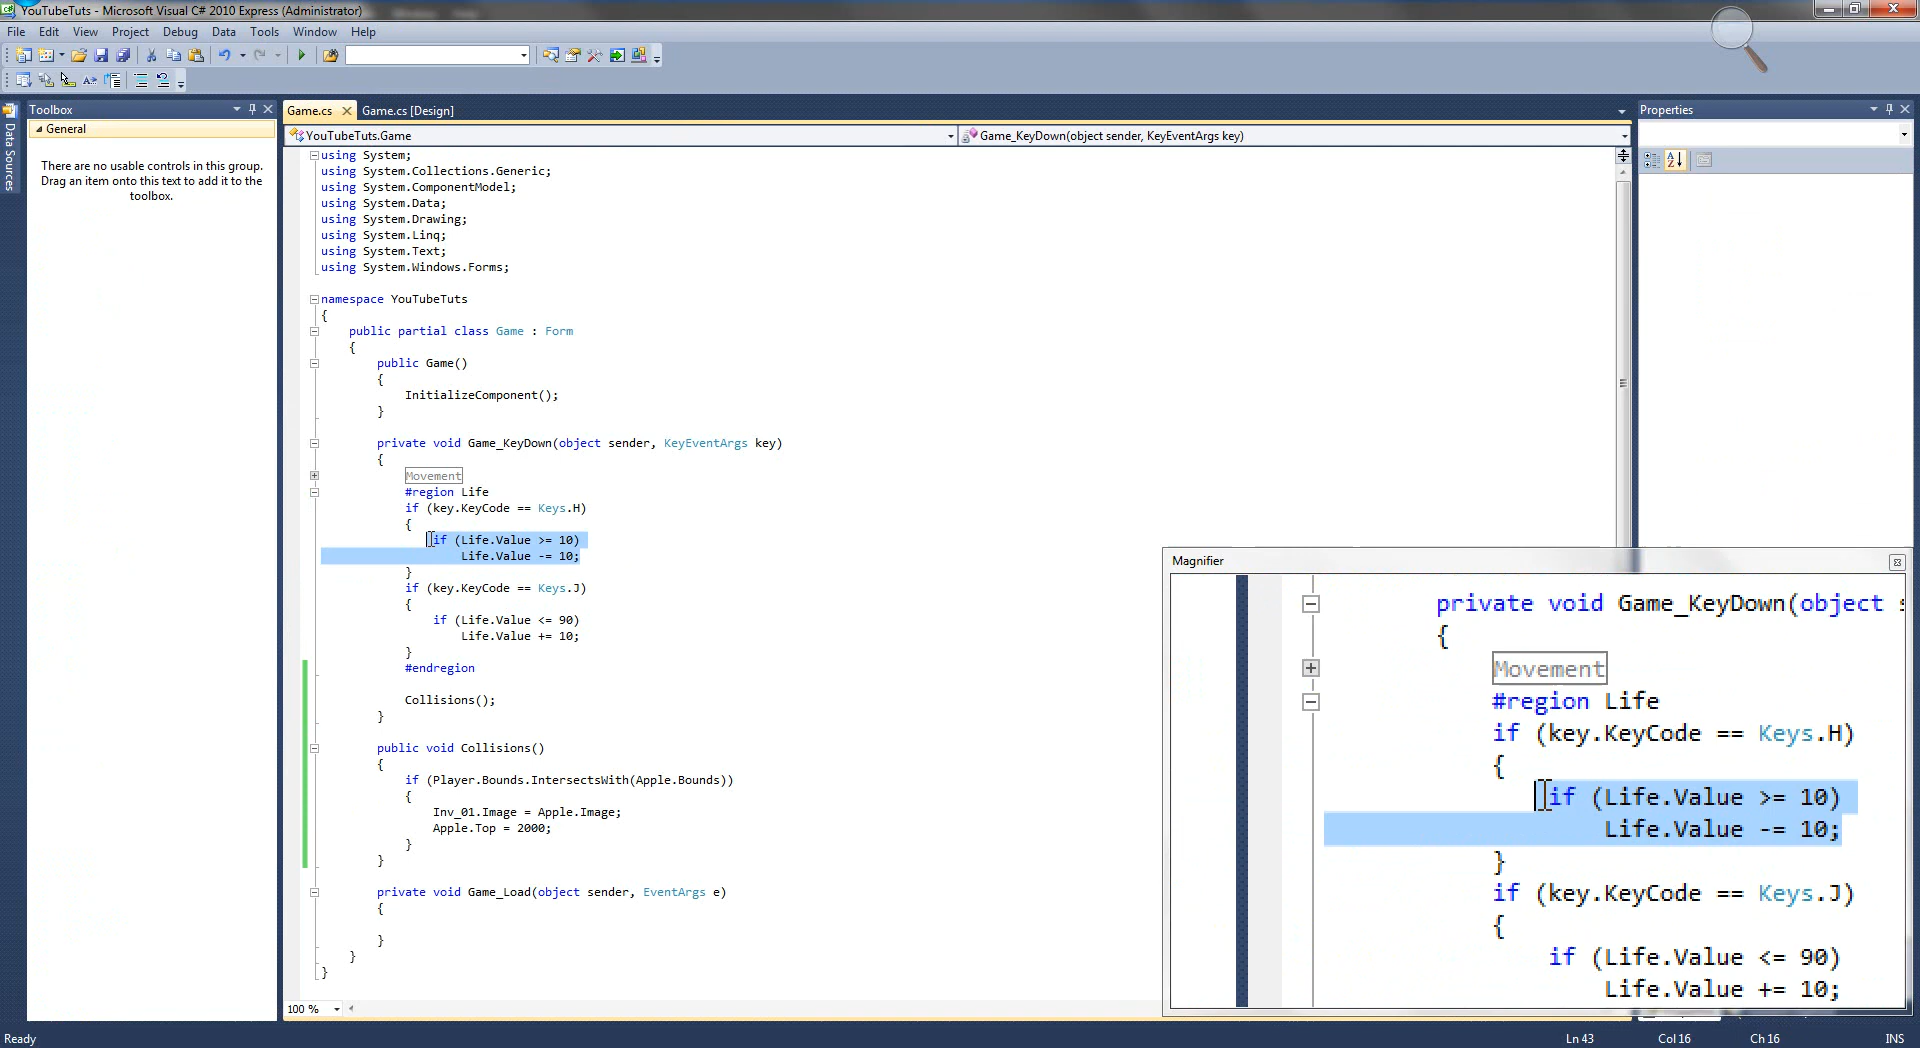 YouTubeTuts - Microsoft Visual C# 2010 Express (Administrator)
File Edit View Project Debug Data Tools Window Help
Data Sources
Toolbox
General
There are no usable controls in this group.
Drag an item onto this text to add it to the
toolbox.
Game.cs Game.cs [Design]
YouTubeTuts.Game Game_KeyDown(object sender, KeyEventArgs key)
using System;
using System.Collections.Generic;
using System.ComponentModel;
using System.Data;
using System.Drawing;
using System.Linq;
using System.Text;
using System.Windows.Forms;
namespace YouTubeTuts
{
public partial class Game : Form
{
public Game()
{
InitializeComponent();
}
private void Game_KeyDown(object sender, KeyEventArgs key)
{
Movement
#region Life
if (key.KeyCode == Keys.H)
{
if (Life.Value >= 10)
Life.Value -= 10;
}
if (key.KeyCode == Keys.J)
{
if (Life.Value <= 90)
Life.Value += 10;
}
#endregion
Collisions();
}
public void Collisions()
{
if (Player.Bounds.IntersectsWith(Apple.Bounds))
{
Inv_01.Image = Apple.Image;
Apple.Top = 2000;
}
}
private void Game_Load(object sender, EventArgs e)
{
}
}
}
100 %
Properties
Magnifier
private void Game_KeyDown(object
{
Movement
#region Life
if (key.KeyCode == Keys.H)
{
if (Life.Value >= 10)
Life.Value -= 10;
}
if (key.KeyCode == Keys.J)
{
if (Life.Value <= 90)
Life.Value += 10;
Ready Ln 43 Col 16 Ch 16 INS